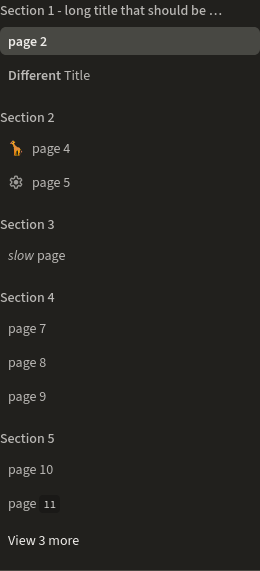 Section 1 - long title that should be ...
page 2
Different Title
Section 2
page 4
page 5
Section 3
slow page
Section 4
page 7
page 8
page 9
Section 5
page 10
page 11
View 3 more